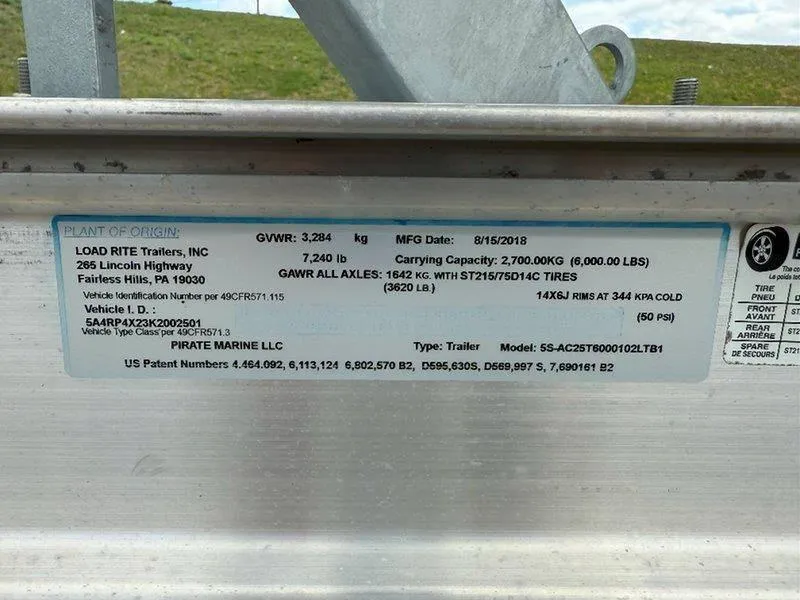 PLANT OF ORIGIN:
LOAD RITE Trailers, INC
265 Lincoln Highway
Fairless Hills, PA 19030
GVWR: 3,284 kg MFG Date: 8/15/2018
7,240 lb Carrying Capacity: 2,700.00KG (6,000.00 LBS)
GAWR ALL AXLES: 1642 KG. WITH ST215/75D14C TIRES
(3620 LB.)
Vehicle Identification Number per 49CFR571.115
14X6J RIMS AT 344 KPA COLD
Vehicle I. D. :
(50 PSI)
5A4RP4X23K2002501
Vehicle Type Class per 49CFR571.3
PIRATE MARINE LLC Type: Trailer Model: 5S-AC25T6000102LTB1
US Patent Numbers 4.464.092, 6,113,124 6,802,570 B2, D595,630S, D569,997 S, 7,690161 B2
The
La poids
TIRE
PNEU
FRONT
AVANT
REAR
ARRIÈRE
SPARE
DE SECOURS